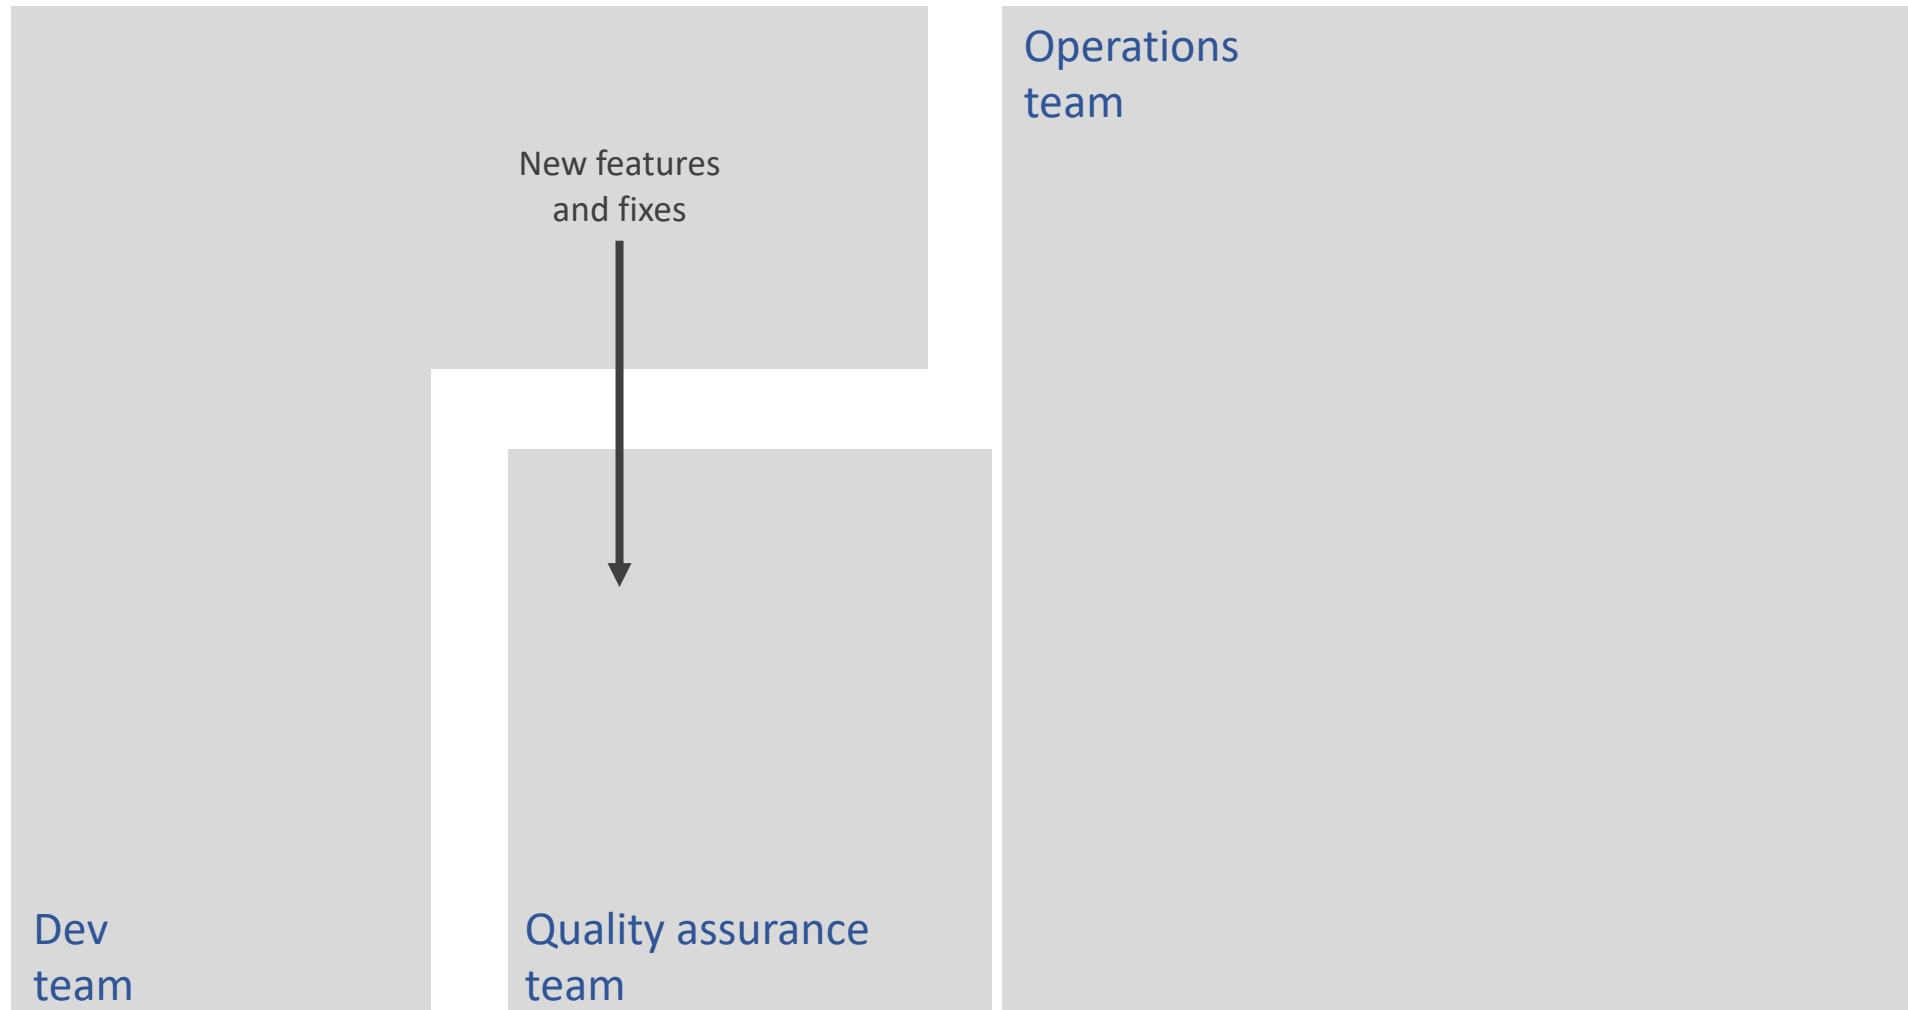 Operations
team
New features
and fixes
Dev
team
Quality assurance
team